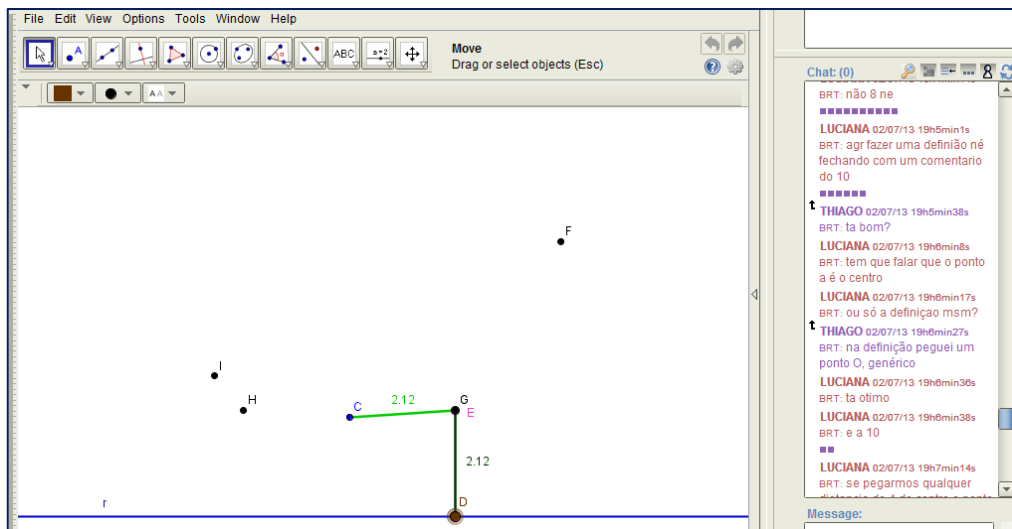 File Edit View Options Tools Window Help
A
ABC
a=2
Move
Drag or select objects (Esc)
AA
F
I
H
C
2.12
G
E
2.12
r
D
Chat: (0)
BRT: não 8 ne
LUCIANA 02/07/13 19h5min1s
BRT: agr fazer uma definião né
fechando com um comentario
do 10
THIAGO 02/07/13 19h5min38s
BRT: ta bom?
LUCIANA 02/07/13 19h6min8s
BRT: tem que falar que o ponto
a é o centro
LUCIANA 02/07/13 19h6min17s
BRT: ou só a definiçao msm?
THIAGO 02/07/13 19h6min27s
BRT: na definição peguei um
ponto O, genérico
LUCIANA 02/07/13 19h6min36s
BRT: ta otimo
LUCIANA 02/07/13 19h6min38s
BRT: e a 10
LUCIANA 02/07/13 19h7min14s
BRT: se pegarmos qualquer
Message: